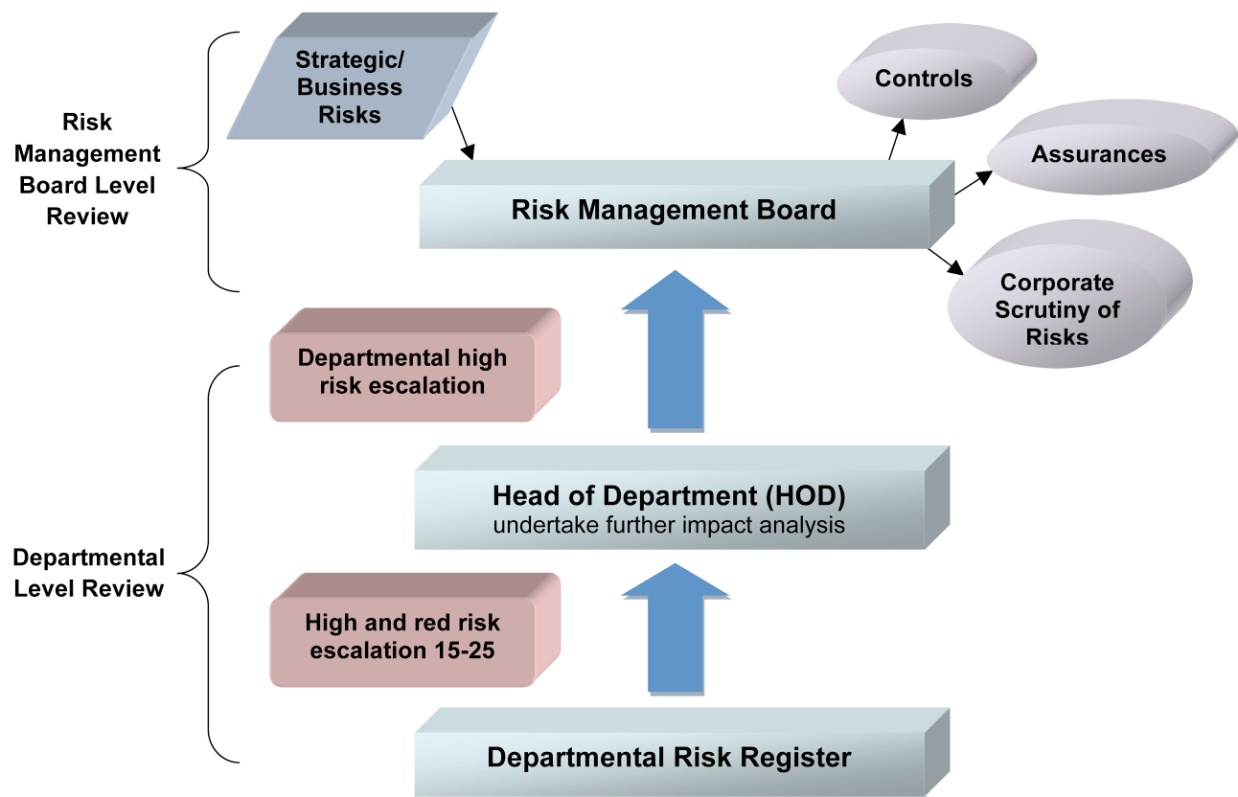 Strategic/
Business
Risks
Controls
Risk
Management
Board Level
Review
Assurances
Risk Management Board
Corporate
Scrutiny of
Risks
Departmental high
risk escalation
Head of Department (HOD)
undertake further impact analysis
Departmental
Level Review
High and red risk
escalation 15-25
Departmental Risk Register